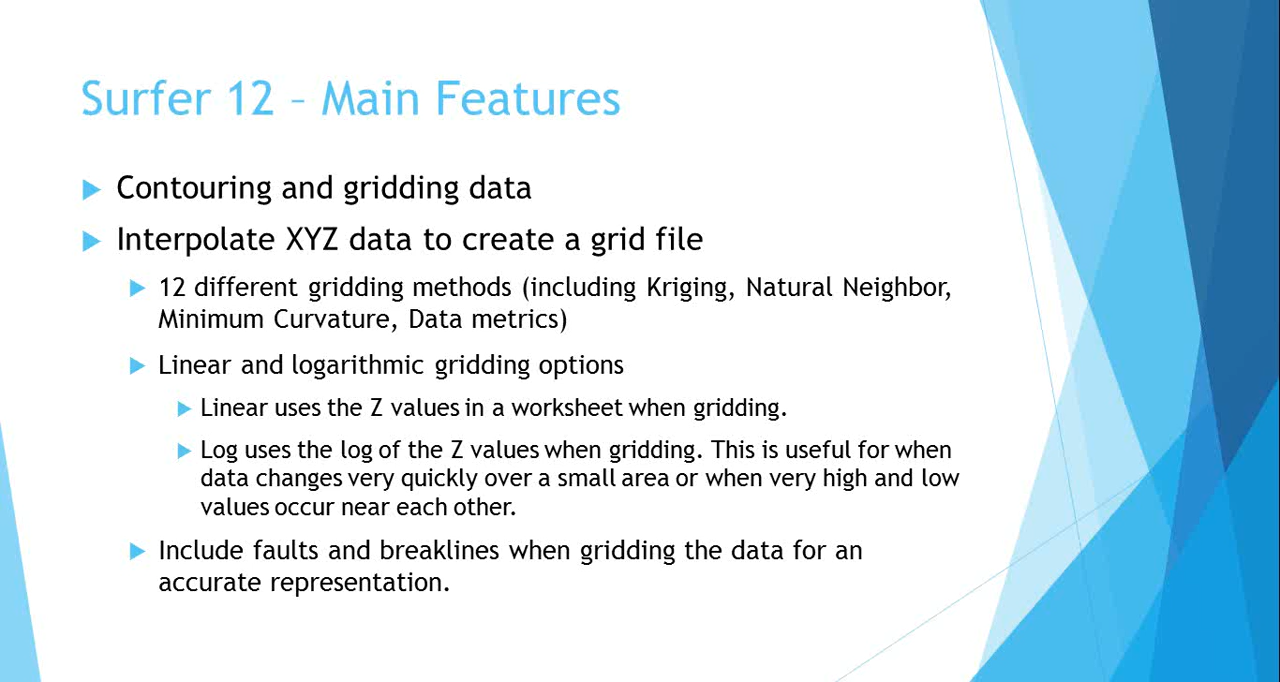 Surfer 12 – Main Features
Contouring and gridding data
Interpolate XYZ data to create a grid file
12 different gridding methods (including Kriging, Natural Neighbor,
Minimum Curvature, Data metrics)
Linear and logarithmic gridding options
Linear uses the Z values in a worksheet when gridding.
Log uses the log of the Z values when gridding. This is useful for when
data changes very quickly over a small area or when very high and low
values occur near each other.
Include faults and breaklines when gridding the data for an
accurate representation.